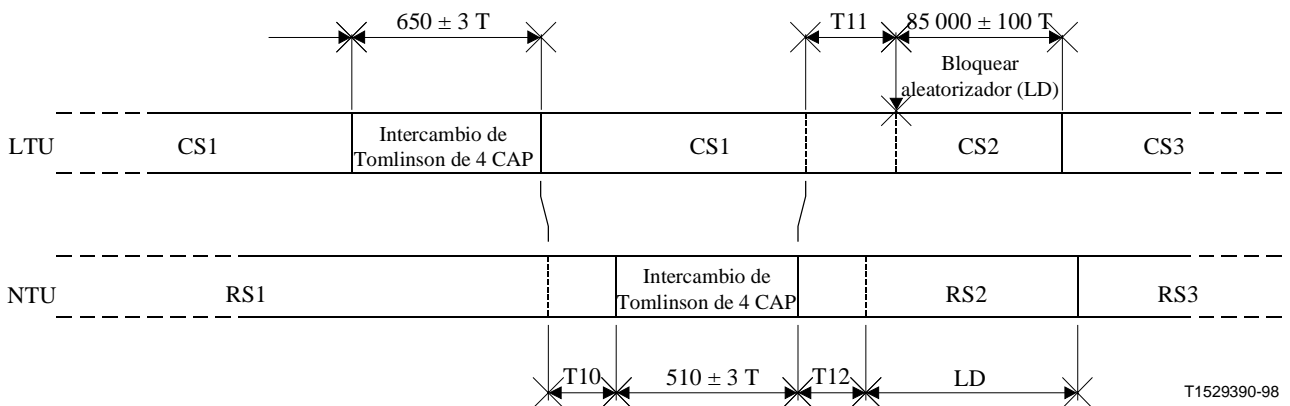 650 ± 3 T
T11
85 000 ± 100 T
Bloquear
aleatorizador (LD)
LTU
CS1
Intercambio de
Tomlinson de 4 CAP
CS1
CS2
CS3
NTU
RS1
Intercambio de
Tomlinson de 4 CAP
RS2
RS3
T10
510 ± 3 T
T12
LD
T1529390-98